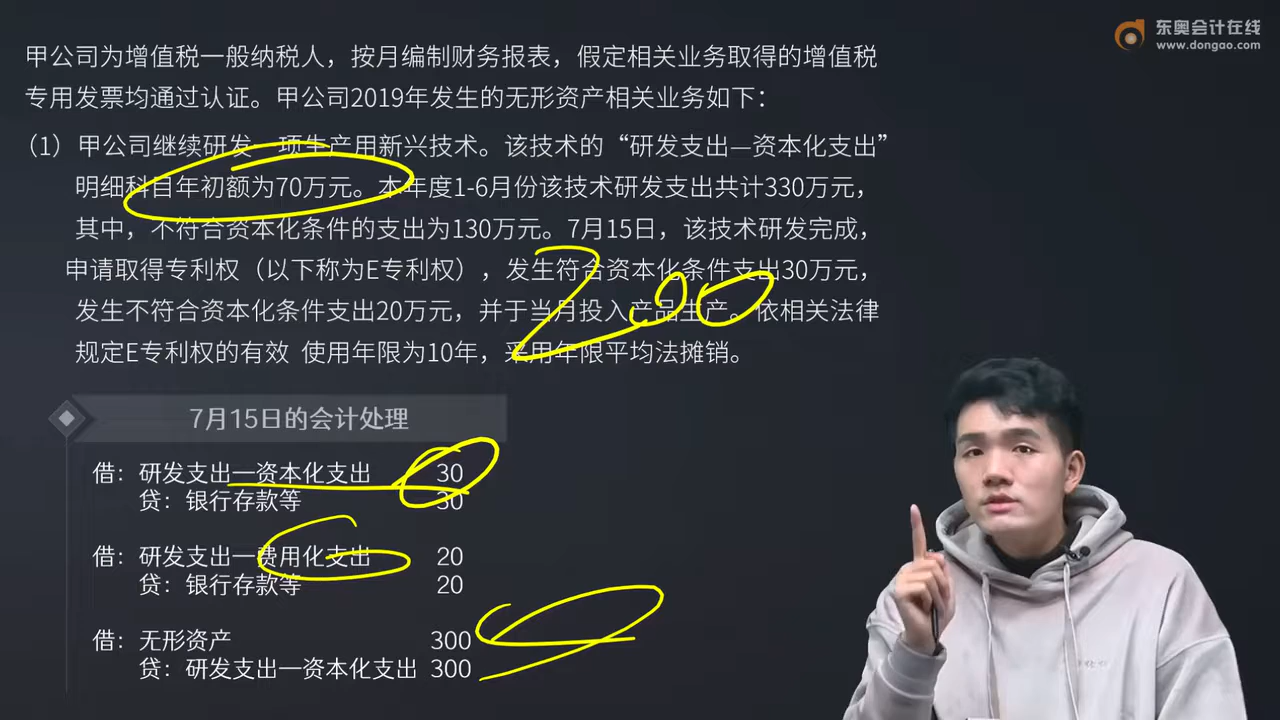 东奥会计在线
www.dongao.com
甲公司为增值税一般纳税人，按月编制财务报表，假定相关业务取得的增值税
专用发票均通过认证。甲公司2019年发生的无形资产相关业务如下：
（1）甲公司继续研发一项生产用新兴技术。该技术的“研发支出—资本化支出”
明细科目年初额为70万元。本年度1-6月份该技术研发支出共计330万元，
其中，不符合资本化条件的支出为130万元。7月15日，该技术研发完成，
申请取得专利权（以下称为E专利权），发生符合资本化条件支出30万元，
发生不符合资本化条件支出20万元，并于当月投入产品生产。依相关法律
规定E专利权的有效 使用年限为10年，采用年限平均法摊销。
200
7月15日的会计处理
借：研发支出—资本化支出 30
贷：银行存款等 30
借：研发支出—费用化支出 20
贷：银行存款等 20
借：无形资产 300
贷：研发支出—资本化支出 300